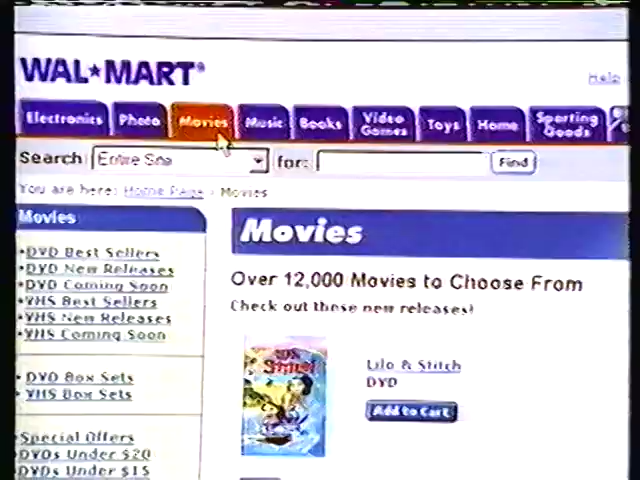 WAL★MART®
Help
Electronics Photo Movies Music Books Video Games Toys Home Sporting Goods
Search Entire Site for: Find
You are here: Home Page › Movies
Movies
•DVD Best Sellers
•DVD New Releases
•DVD Coming Soon
•VHS Best Sellers
•VHS New Releases
•VHS Coming Soon
•DVD Box Sets
•VHS Box Sets
Special Offers
•DVDs Under $20
•DVDs Under $15
Movies
Over 12,000 Movies to Choose From
Check out these new releases!
Lilo & Stitch
DVD
Add to Cart